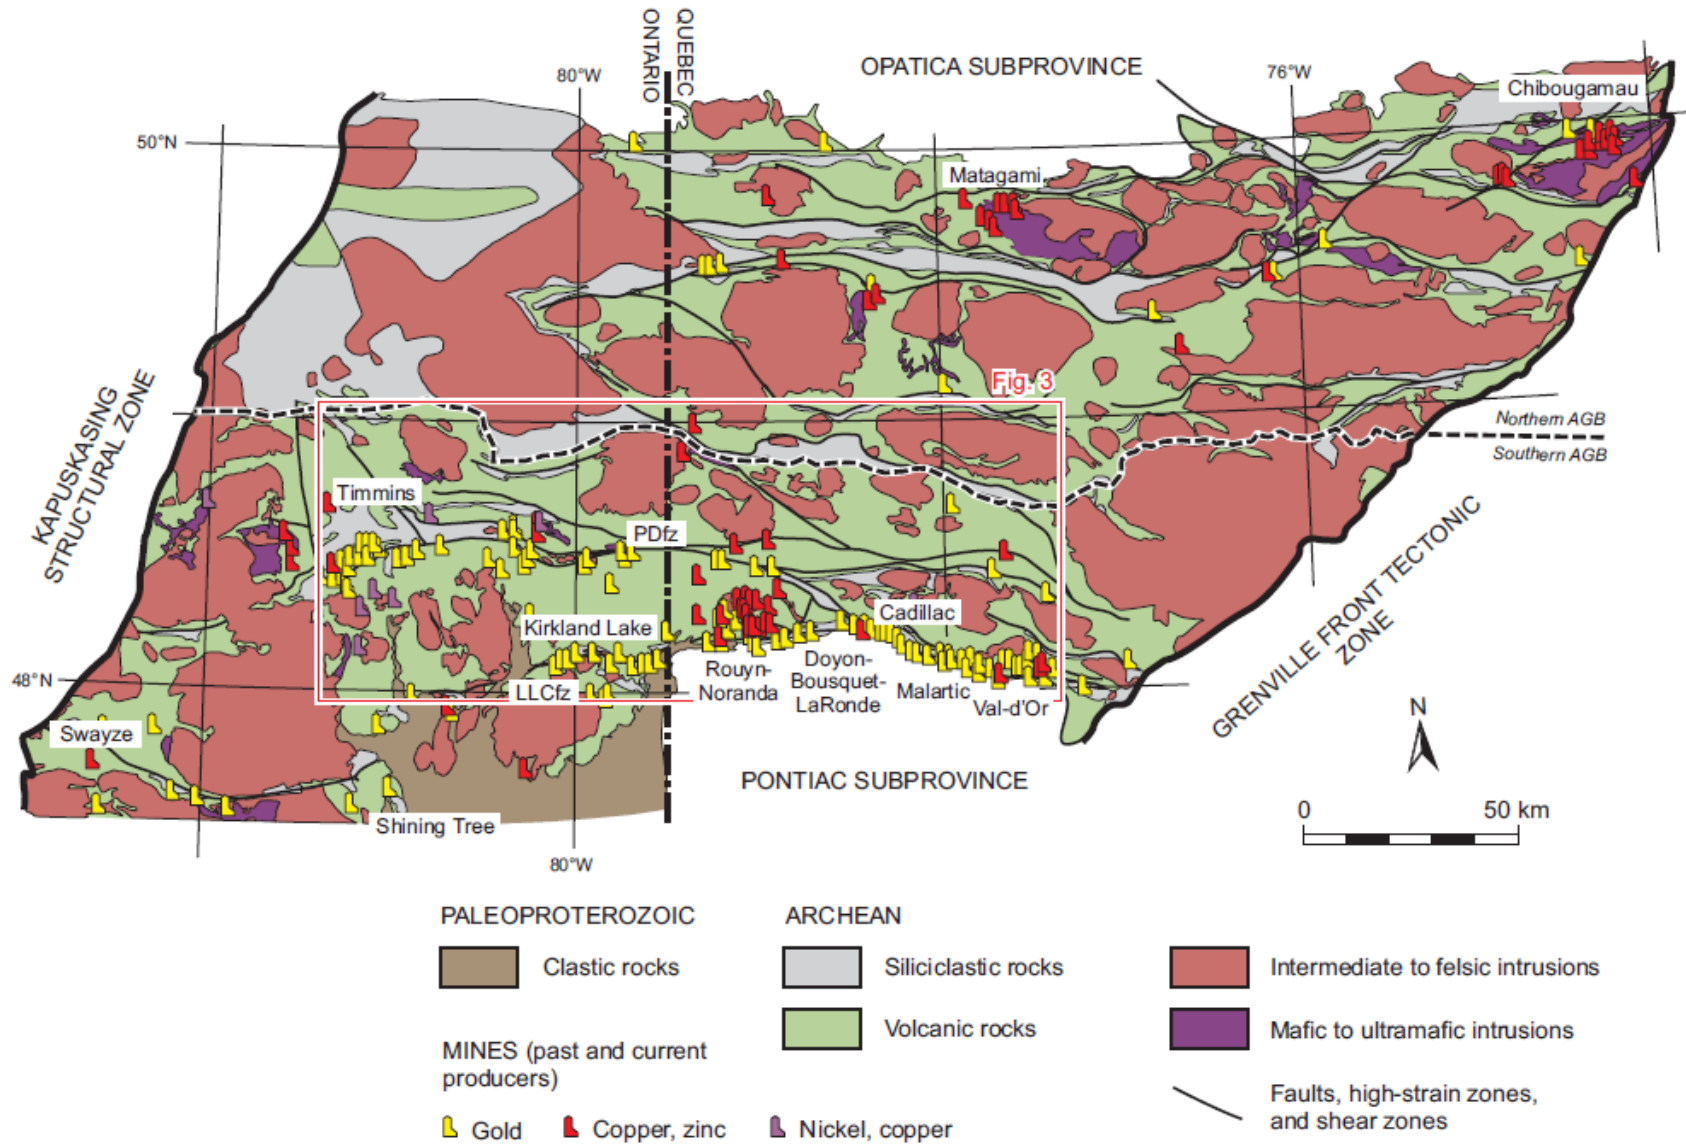 ONTARIO
QUEBEC
80°W
OPATICA SUBPROVINCE
76°W
Chibougamau
50°N
Matagami
Fig. 3
KAPUSKASING
STRUCTURAL ZONE
Northern AGB
Southern AGB
Timmins
PDfz
GRENVILLE FRONT TECTONIC
ZONE
Cadillac
Kirkland Lake
Rouyn-
Noranda
Doyon-
Bousquet-
LaRonde
Malartic
Val-d'Or
48°N
LLCfz
N
Swayze
PONTIAC SUBPROVINCE
0 50 km
Shining Tree
80°W
PALEOPROTEROZOIC
Clastic rocks
ARCHEAN
Siliciclastic rocks
Volcanic rocks
Intermediate to felsic intrusions
Mafic to ultramafic intrusions
MINES (past and current
producers)
Gold
Copper, zinc
Nickel, copper
Faults, high-strain zones,
and shear zones